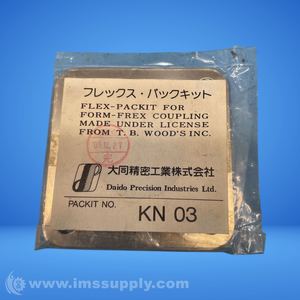 フレックス・パックキット
FLEX-PACKIT FOR
FORM-FREX COUPLING
MADE UNDER LICENSE
FROM T. B. WOOD'S INC.
大同精密工業株式会社
Daido Precision Industries Ltd.
PACKIT NO.
KN 03
© www.imssupply.com